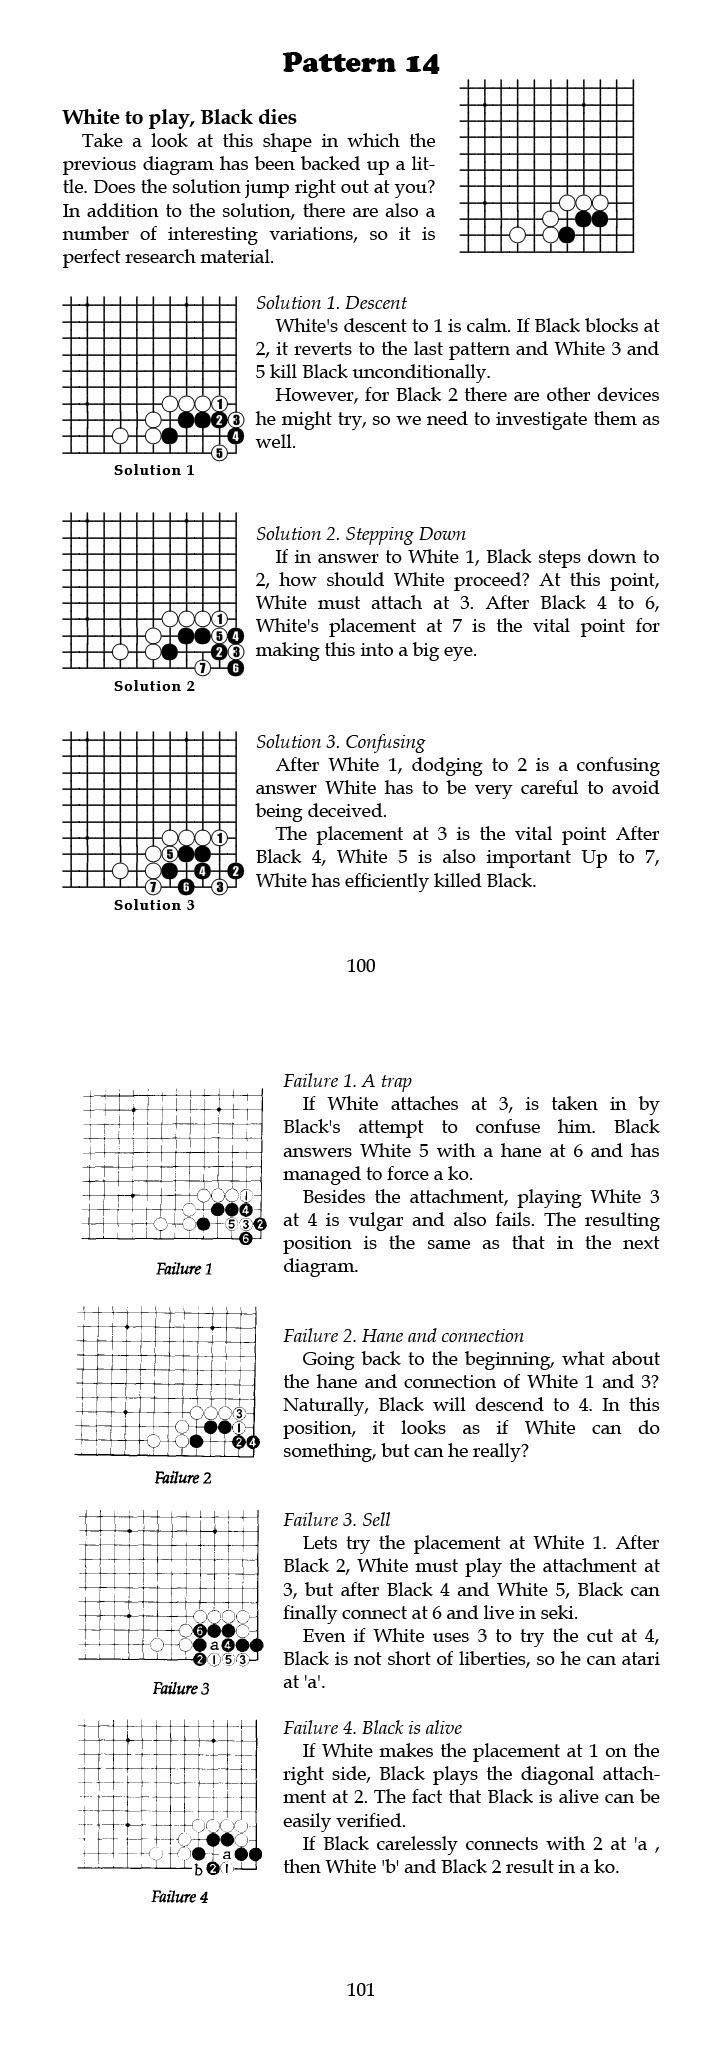 Pattern 14
White to play, Black dies
Take a look at this shape in which the
previous diagram has been backed up a lit-
tle. Does the solution jump right out at you?
In addition to the solution, there are also a
number of interesting variations, so it is
perfect research material.
Solution 1. Descent
White's descent to 1 is calm. If Black blocks at
2, it reverts to the last pattern and White 3 and
5 kill Black unconditionally.
However, for Black 2 there are other devices
he might try, so we need to investigate them as
well.
1
2 3
4
5
Solution 1
Solution 2. Stepping Down
If in answer to White 1, Black steps down to
2, how should White proceed? At this point,
White must attach at 3. After Black 4 to 6,
White's placement at 7 is the vital point for
making this into a big eye.
1
5 4
2 3
7 6
Solution 2
Solution 3. Confusing
After White 1, dodging to 2 is a confusing
answer White has to be very careful to avoid
being deceived.
The placement at 3 is the vital point After
Black 4, White 5 is also important Up to 7,
White has efficiently killed Black.
1
5
4 2
7 6 3
Solution 3
100
Failure 1. A trap
If White attaches at 3, is taken in by
Black's attempt to confuse him. Black
answers White 5 with a hane at 6 and has
managed to force a ko.
Besides the attachment, playing White 3
at 4 is vulgar and also fails. The resulting
position is the same as that in the next
diagram.
1
4
5 3 2
6
Failure 1
Failure 2. Hane and connection
Going back to the beginning, what about
the hane and connection of White 1 and 3?
Naturally, Black will descend to 4. In this
position, it looks as if White can do
something, but can he really?
3
1
2 4
Failure 2
Failure 3. Sell
Lets try the placement at White 1. After
Black 2, White must play the attachment at
3, but after Black 4 and White 5, Black can
finally connect at 6 and live in seki.
Even if White uses 3 to try the cut at 4,
Black is not short of liberties, so he can atari
at 'a'.
6
a 4
2 1 5 3
Failure 3
Failure 4. Black is alive
If White makes the placement at 1 on the
right side, Black plays the diagonal attach-
ment at 2. The fact that Black is alive can be
easily verified.
If Black carelessly connects with 2 at 'a ,
then White 'b' and Black 2 result in a ko.
a
b 2 1
Failure 4
101